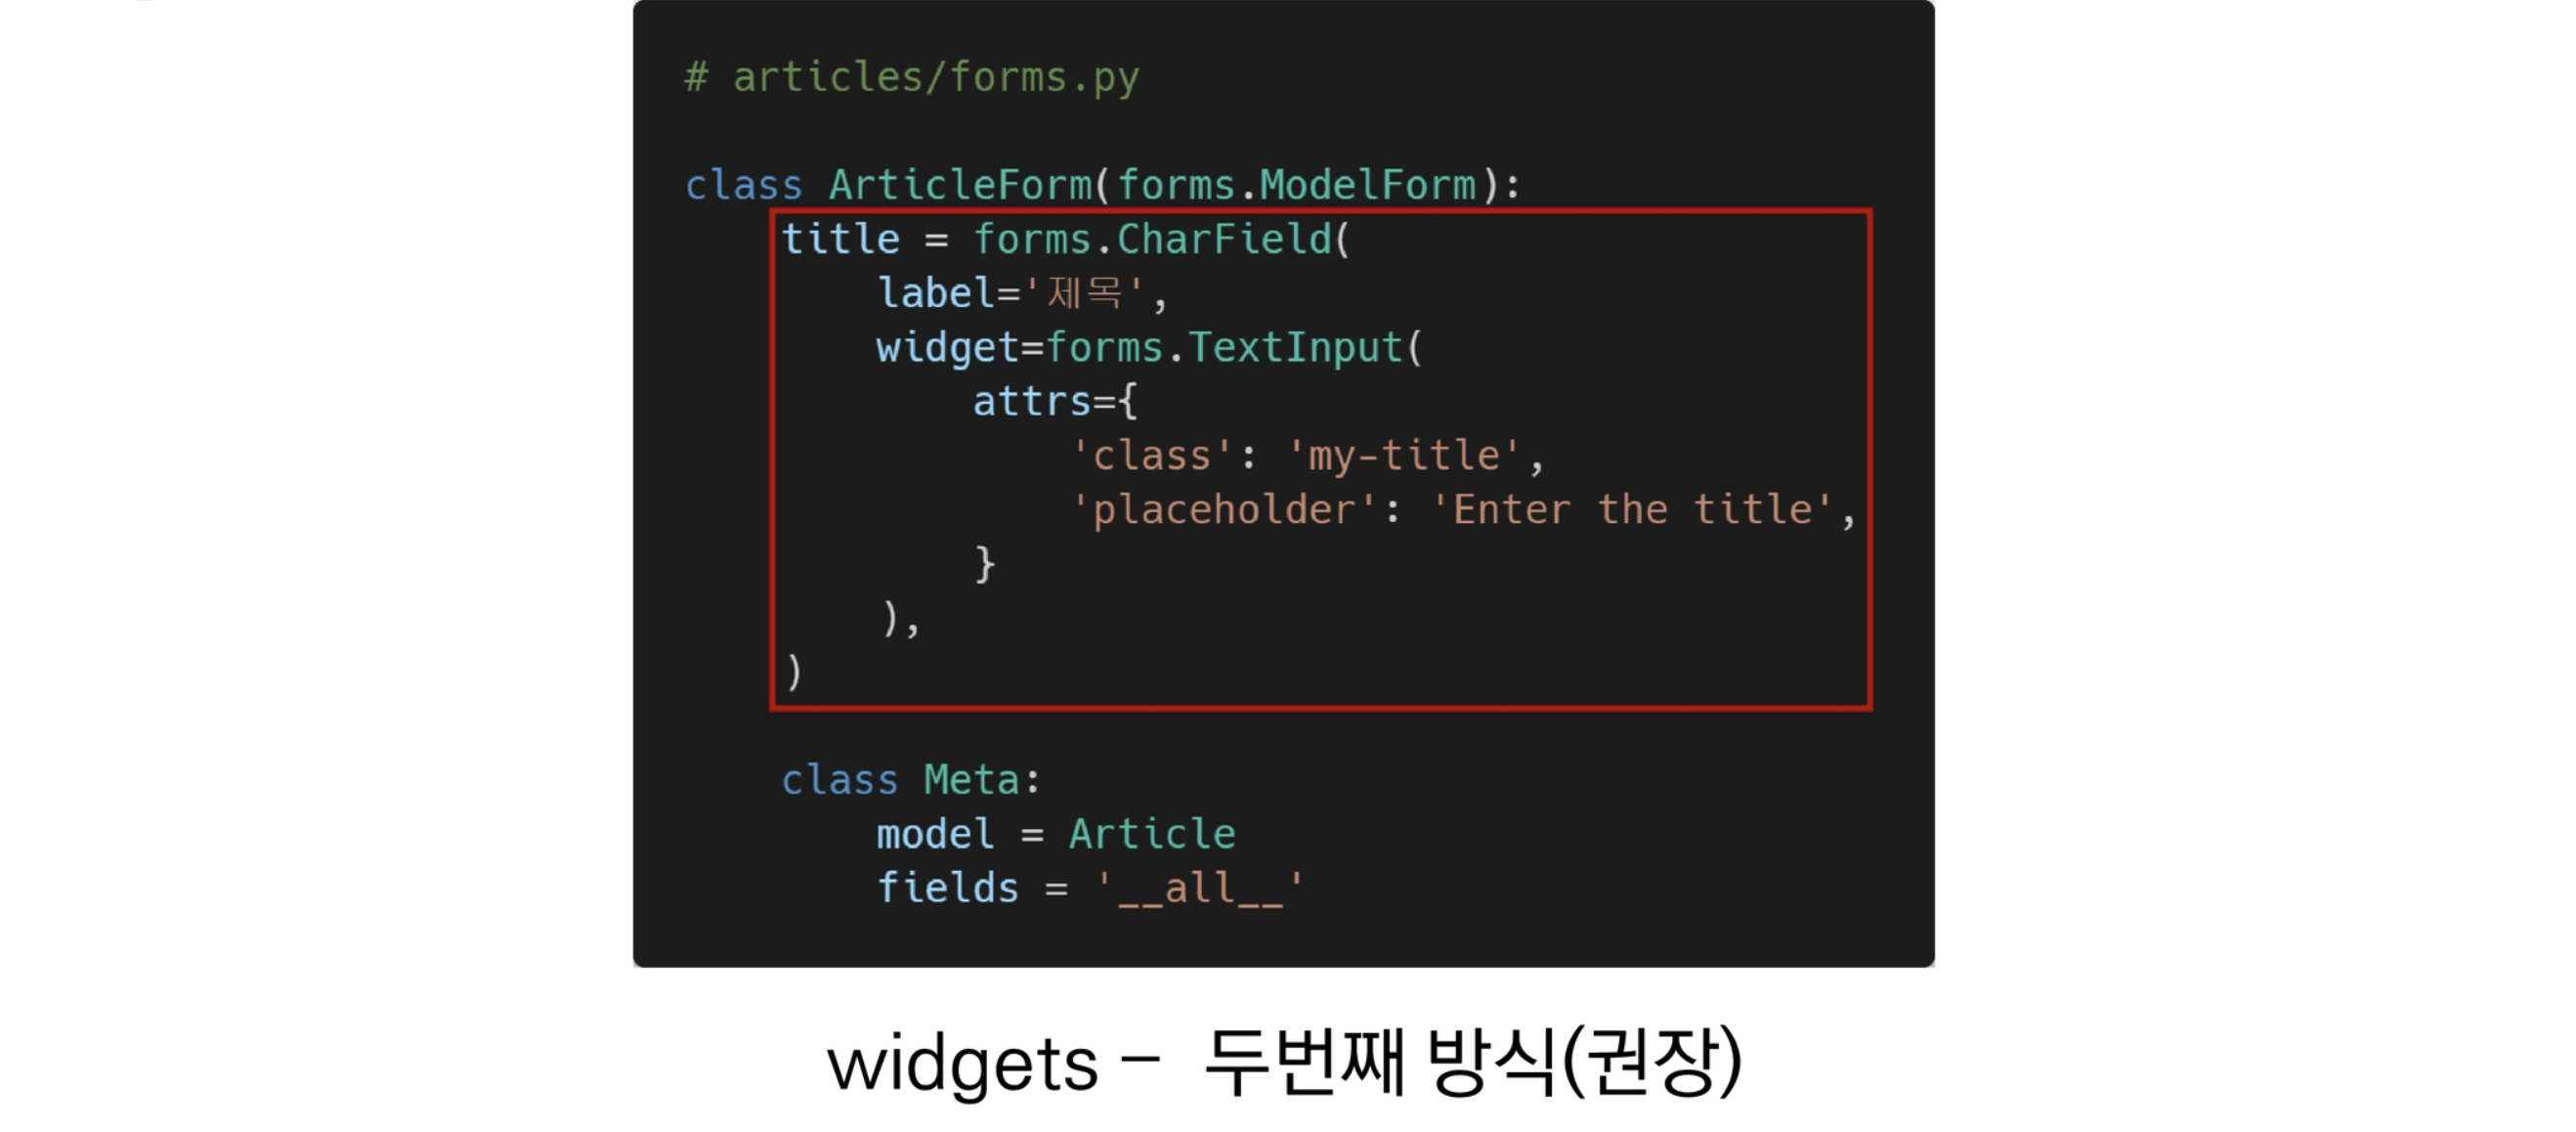 # articles/forms.py
class ArticleForm(forms.ModelForm):
title = forms.CharField(
label='제목',
widget=forms.TextInput(
attrs={
'class': 'my-title',
'placeholder': 'Enter the title',
}
),
)
class Meta:
model = Article
fields = '__all__'
widgets – 두번째 방식(권장)